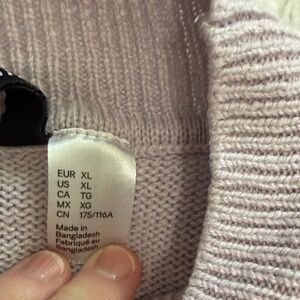 EUR XL
US XL
CA TG
MX XG
CN 175/116A
Made in
Bangladesh
Fabriqué au
Bangladesh